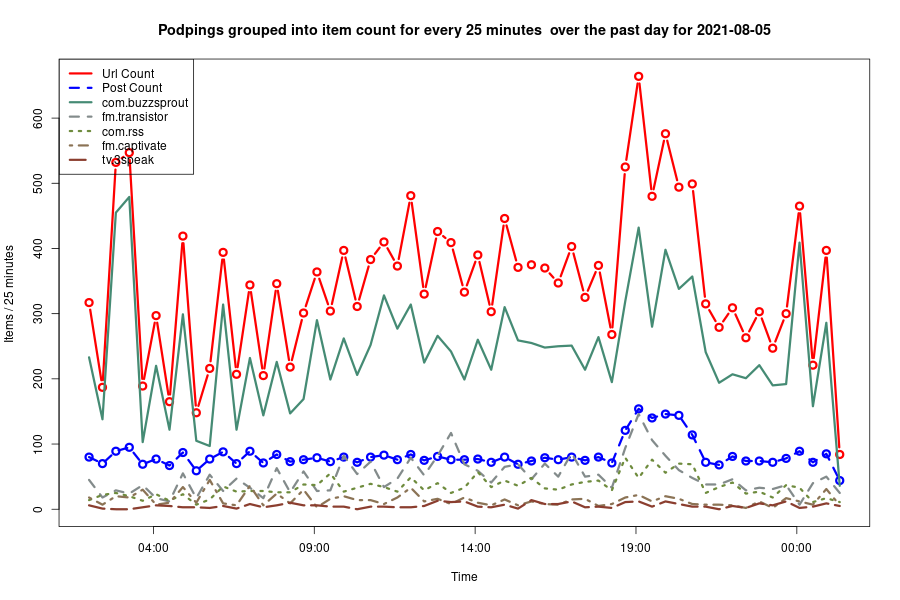 Podpings grouped into item count for every 25 minutes  over the past day for 2021-08-05
Url Count
Post Count
com.buzzsprout
fm.transistor
com.rss
fm.captivate
tv.3speak
Items / 25 minutes
600
500
400
300
200
100
0
04:00
09:00
14:00
19:00
00:00
Time